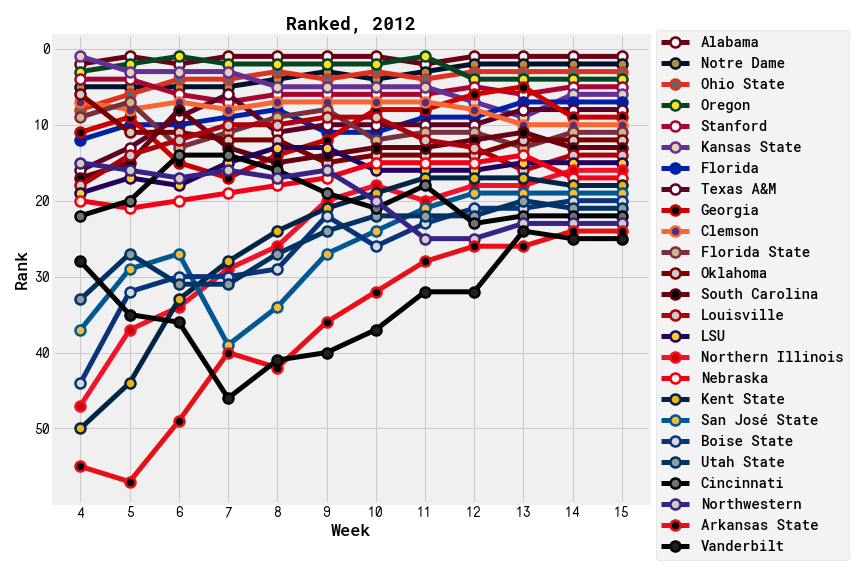 Ranked, 2012
0
10
20
30
40
50
Rank
4 5 6 7 8 9 10 11 12 13 14 15
Week
Alabama
Notre Dame
Ohio State
Oregon
Stanford
Kansas State
Florida
Texas A&M
Georgia
Clemson
Florida State
Oklahoma
South Carolina
Louisville
LSU
Northern Illinois
Nebraska
Kent State
San José State
Boise State
Utah State
Cincinnati
Northwestern
Arkansas State
Vanderbilt